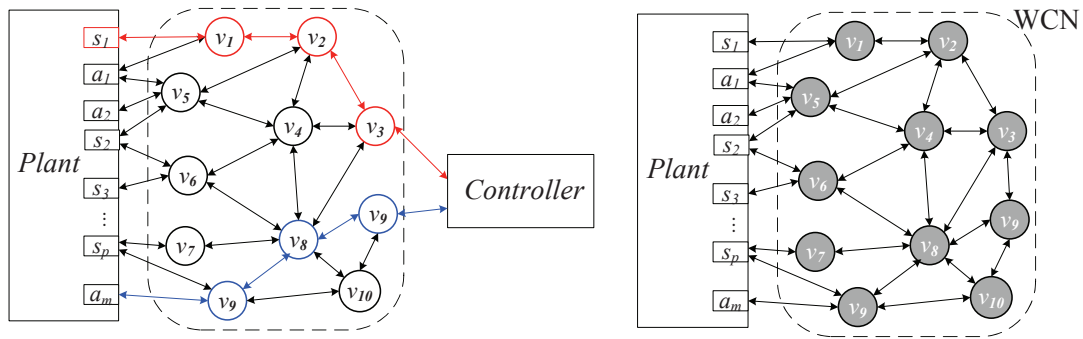 Plant
s1
a1
a2
s2
s3
⋮
sp
am
v1
v2
v5
v4
v3
v6
v9
v8
v7
v9
v10
Controller
WCN
Plant
s1
a1
a2
s2
s3
⋮
sp
am
v1
v2
v5
v4
v3
v6
v9
v8
v7
v9
v10